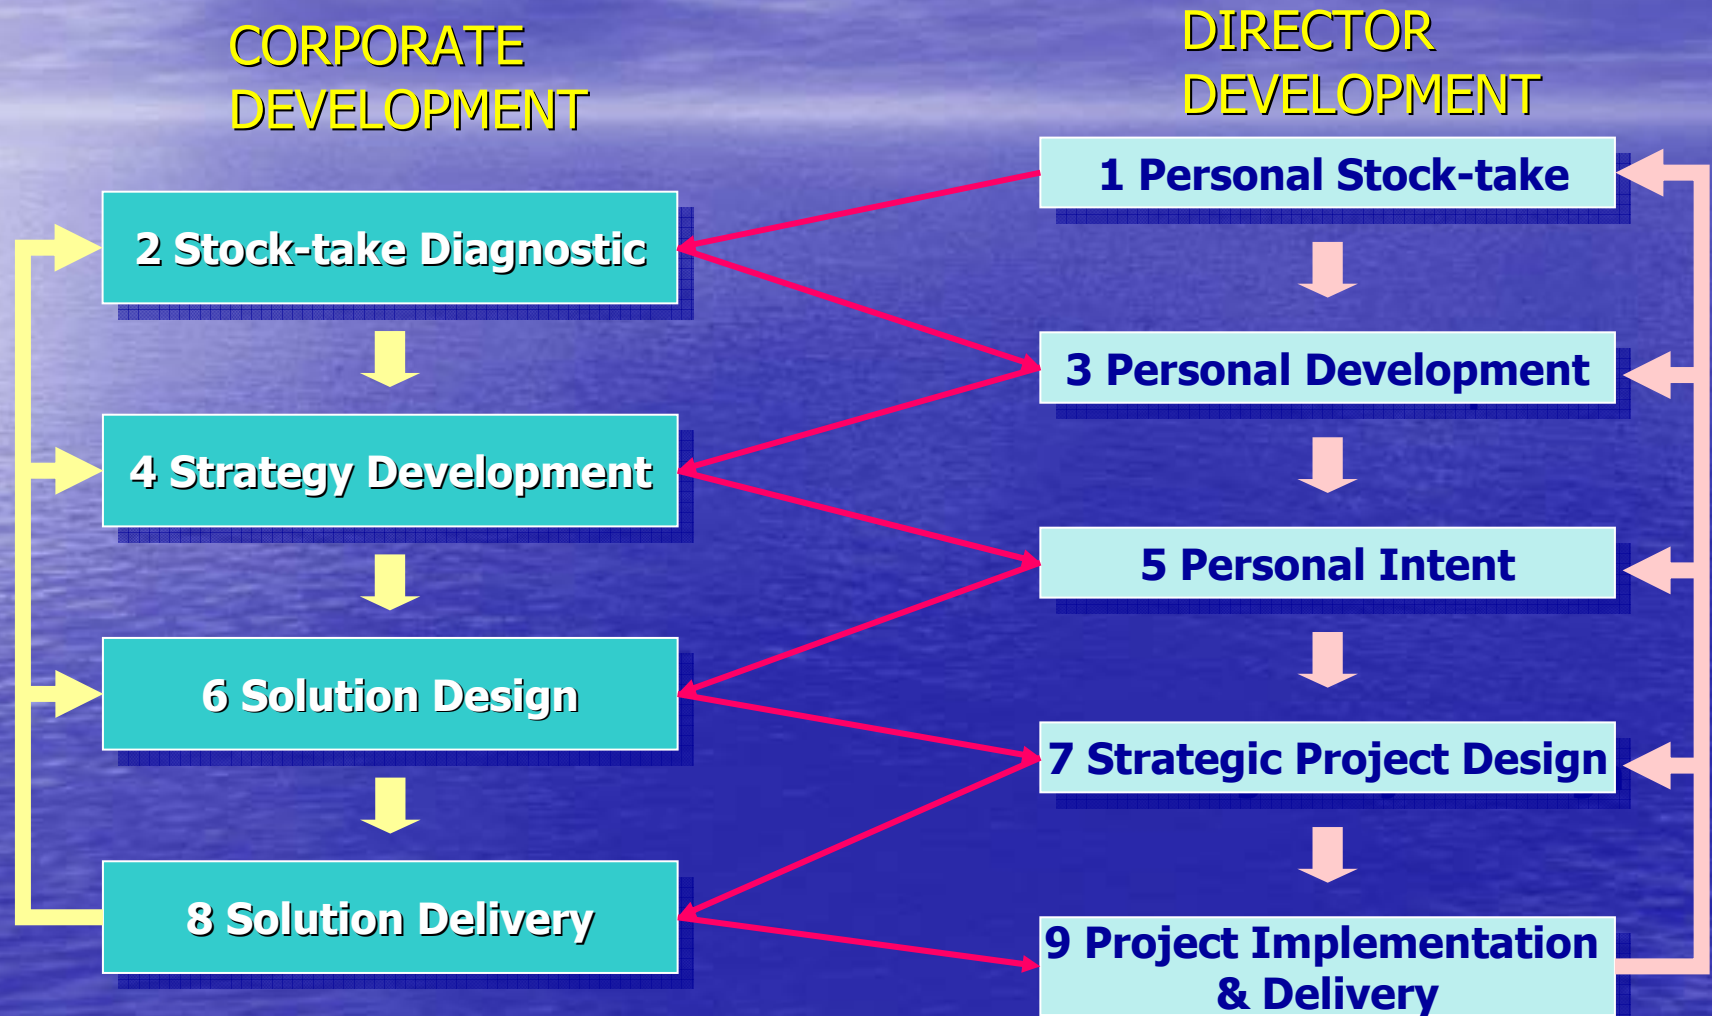 CORPORATE
DEVELOPMENT
DIRECTOR
DEVELOPMENT
1 Personal Stock-take
2 Stock-take Diagnostic
3 Personal Development
4 Strategy Development
5 Personal Intent
6 Solution Design
7 Strategic Project Design
8 Solution Delivery
9 Project Implementation
& Delivery